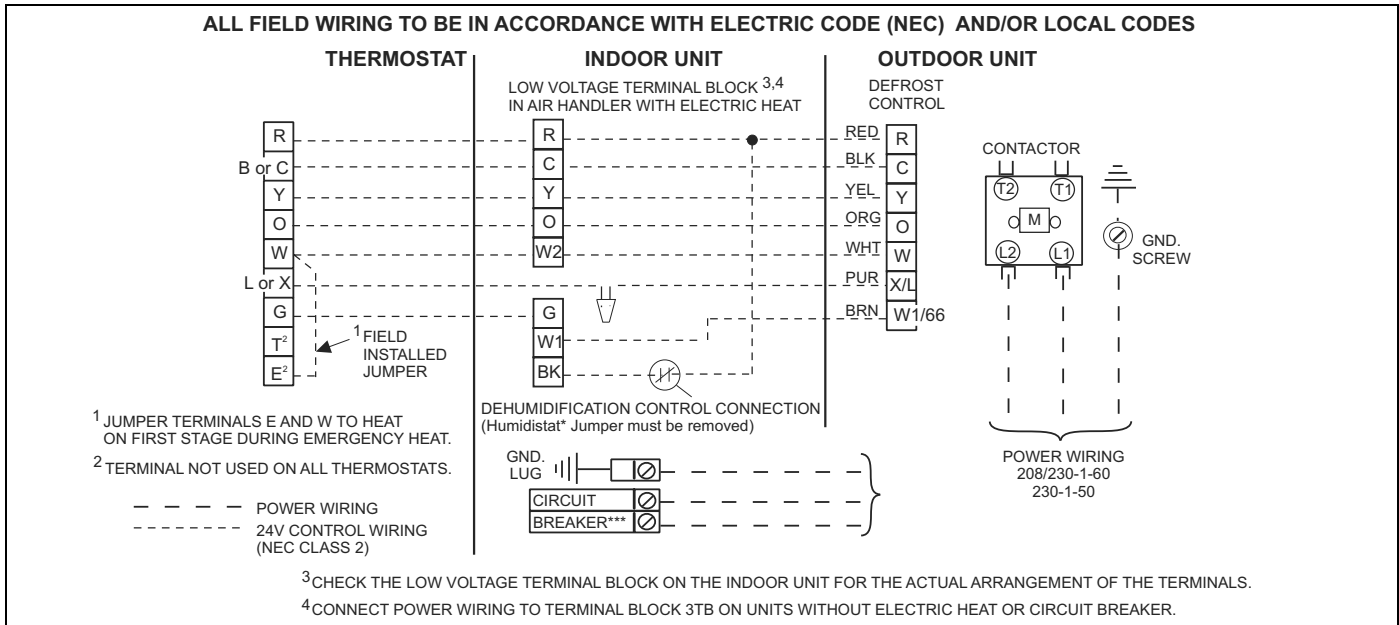 ALL FIELD WIRING TO BE IN ACCORDANCE WITH ELECTRIC CODE (NEC) AND/OR LOCAL CODES
THERMOSTAT
INDOOR UNIT
OUTDOOR UNIT
LOW VOLTAGE TERMINAL BLOCK 3,4
IN AIR HANDLER WITH ELECTRIC HEAT
DEFROST
CONTROL
R
B or C
Y
O
W
L or X
G
T2
E2
1 FIELD
INSTALLED
JUMPER
R
C
Y
O
W2
G
W1
BK
RED
BLK
YEL
ORG
WHT
PUR
BRN
R
C
Y
O
W
X/L
W1/66
CONTACTOR
T2
T1
M
L2
L1
GND.
SCREW
DEHUMIDIFICATION CONTROL CONNECTION
(Humidistat* Jumper must be removed)
1 JUMPER TERMINALS E AND W TO HEAT
ON FIRST STAGE DURING EMERGENCY HEAT.
2 TERMINAL NOT USED ON ALL THERMOSTATS.
POWER WIRING
24V CONTROL WIRING
(NEC CLASS 2)
GND.
LUG
CIRCUIT
BREAKER***
POWER WIRING
208/230-1-60
230-1-50
3 CHECK THE LOW VOLTAGE TERMINAL BLOCK ON THE INDOOR UNIT FOR THE ACTUAL ARRANGEMENT OF THE TERMINALS.
4 CONNECT POWER WIRING TO TERMINAL BLOCK 3TB ON UNITS WITHOUT ELECTRIC HEAT OR CIRCUIT BREAKER.